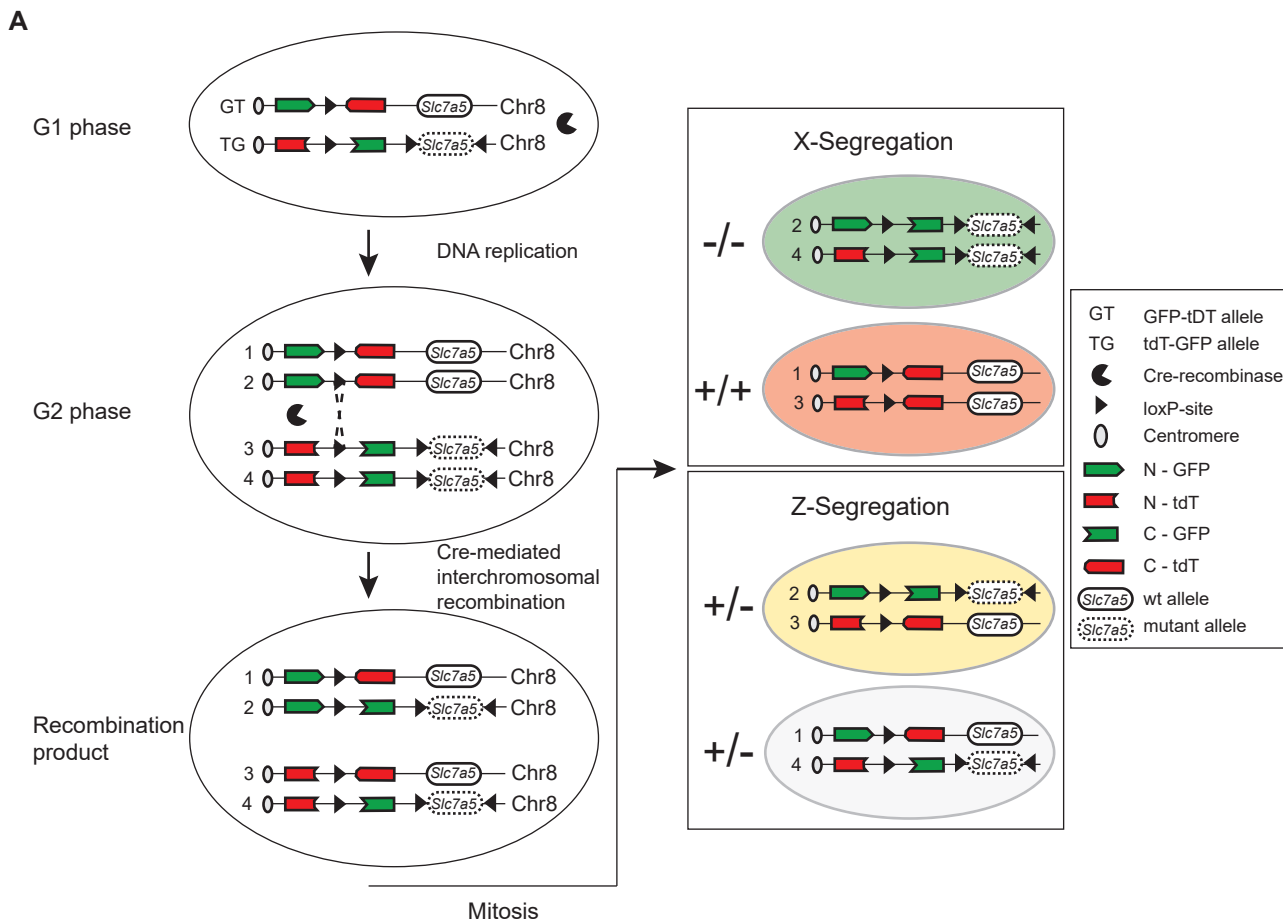 A
G1 phase
GT Slc7a5 Chr8
TG Slc7a5 Chr8
DNA replication
G2 phase
1 Slc7a5 Chr8
2 Slc7a5 Chr8
3 Slc7a5 Chr8
4 Slc7a5 Chr8
Cre-mediated
interchromosomal
recombination
Recombination
product
1 Slc7a5 Chr8
2 Slc7a5 Chr8
3 Slc7a5 Chr8
4 Slc7a5 Chr8
Mitosis
X-Segregation
-/-
2 Slc7a5
4 Slc7a5
+/+
1 Slc7a5
3 Slc7a5
Z-Segregation
+/-
2 Slc7a5
3 Slc7a5
+/-
1 Slc7a5
4 Slc7a5
GT GFP-tDT allele
TG tdT-GFP allele
Cre-recombinase
loxP-site
Centromere
N - GFP
N - tdT
C - GFP
C - tdT
Slc7a5 wt allele
Slc7a5 mutant allele